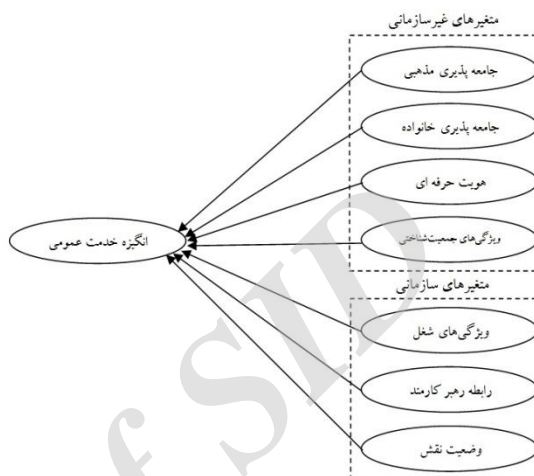 متغیرهای غیرسازمانی
جامعه پذیری مذهبی
جامعه پذیری خانواده
هویت حرفه ای
ویژگی‌های جمعیت‌شناختی
انگیزه خدمت عمومی
متغیرهای سازمانی
ویژگی‌های شغل
رابطه رهبر کارمند
وضعیت نقش
f SID